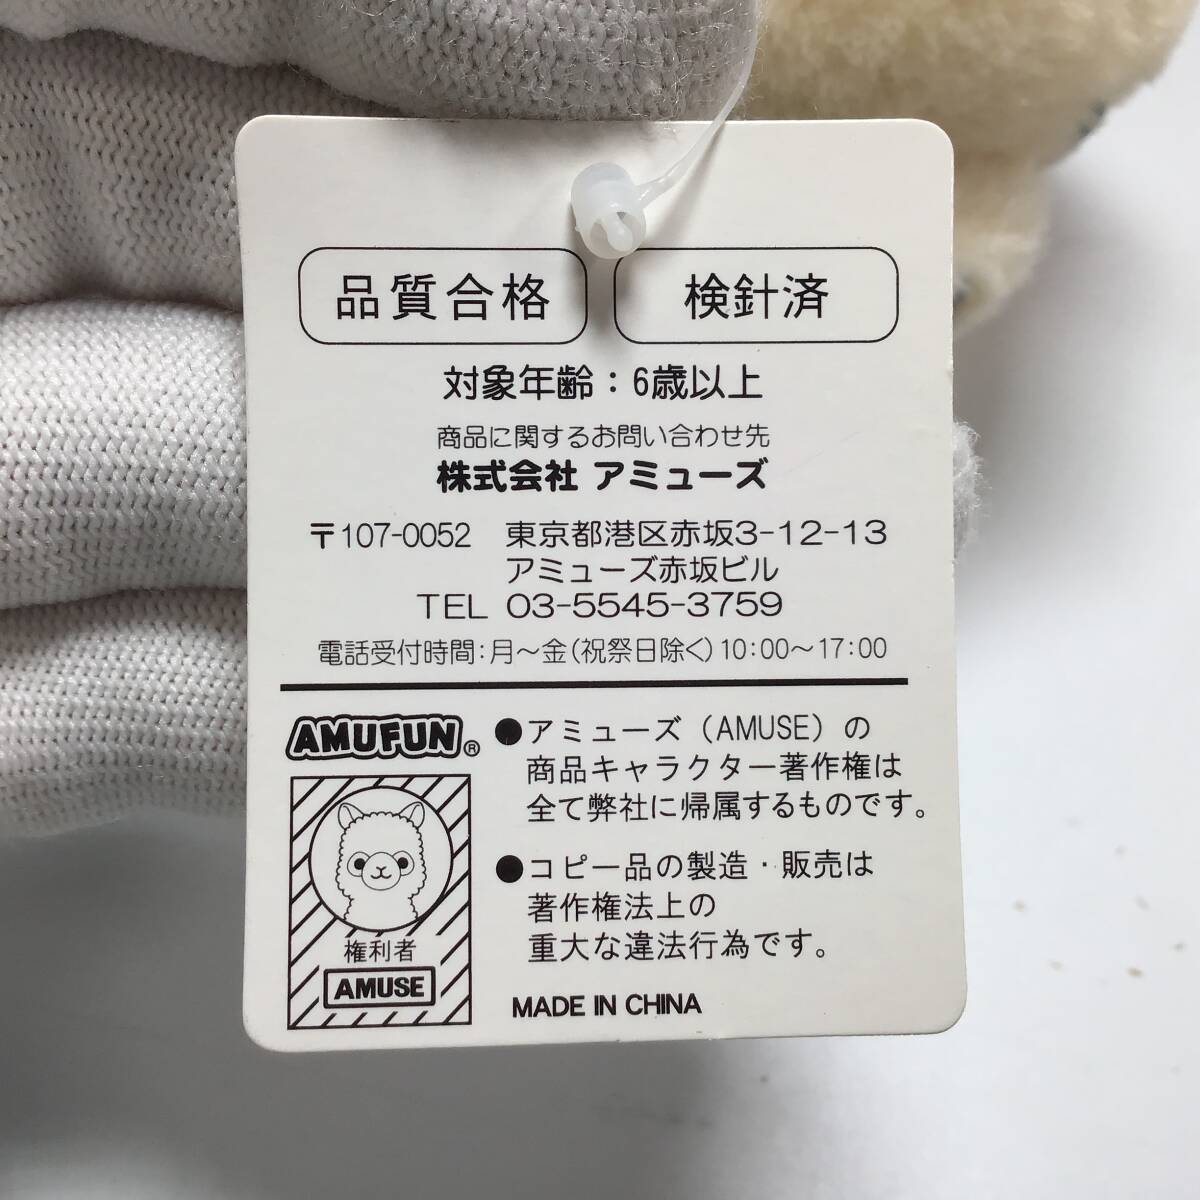 品質合格
検針済
対象年齢：6歳以上
商品に関するお問い合わせ先
株式会社 アミューズ
〒107-0052 東京都港区赤坂3-12-13
アミューズ赤坂ビル
TEL 03-5545-3759
電話受付時間：月～金（祝祭日除く）10：00～17：00
AMUFUN®
権利者
AMUSE
●アミューズ（AMUSE）の
商品キャラクター著作権は
全て弊社に帰属するものです。
●コピー品の製造・販売は
著作権法上の
重大な違法行為です。
MADE IN CHINA